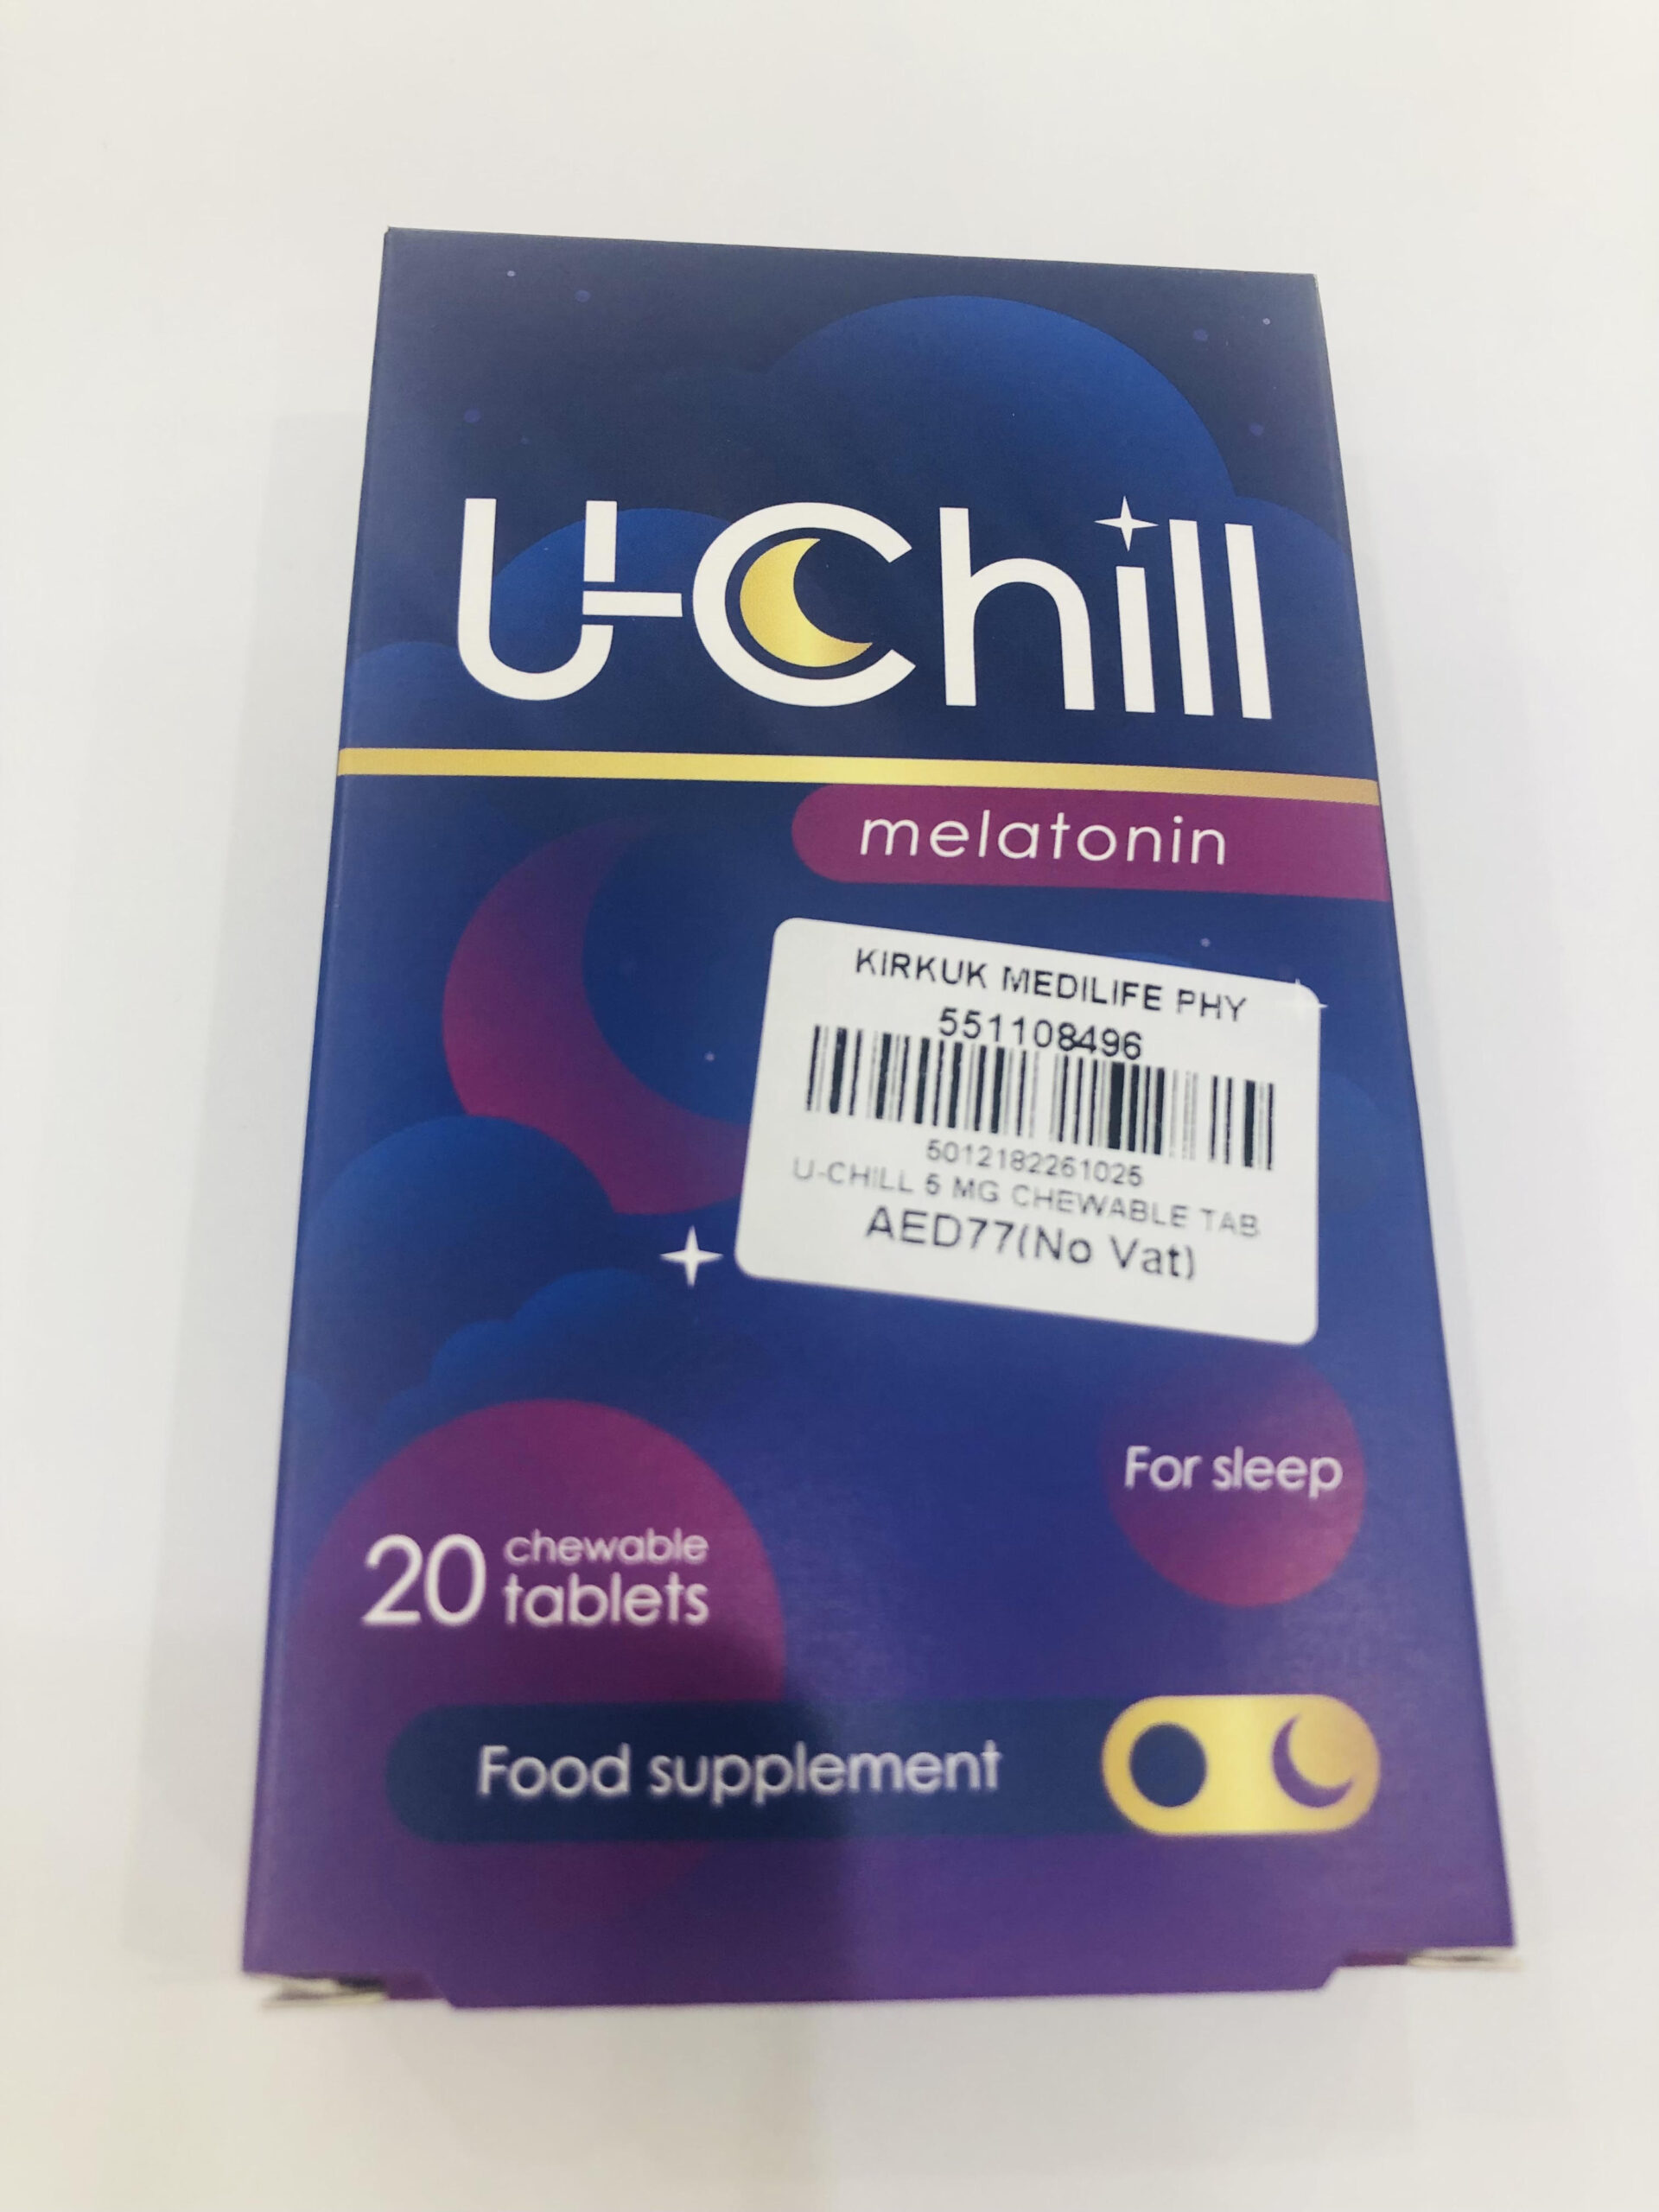 U-Chill
melatonin
KIRKUK MEDILIFE PHY
551108496
5012182261025
U-CHILL 5 MG CHEWABLE TAB
AED77(No Vat)
For sleep
20 chewable
tablets
Food supplement